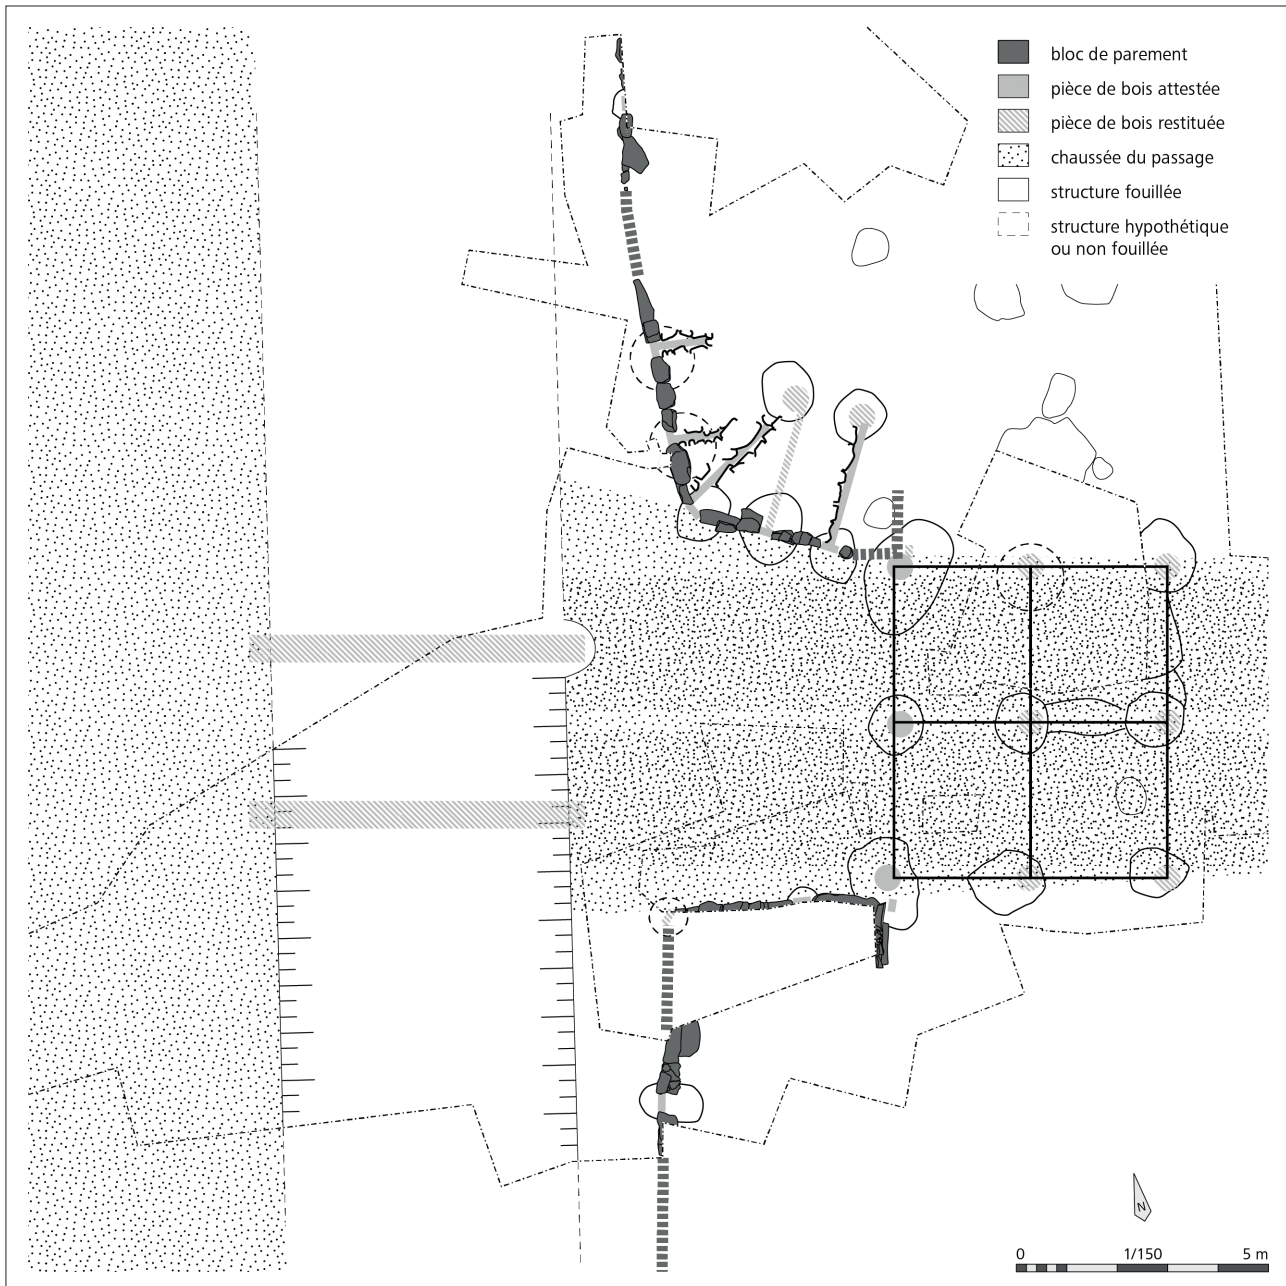 bloc de parement
pièce de bois attestée
pièce de bois restituée
chaussée du passage
structure fouillée
structure hypothétique
ou non fouillée
N
0 1/150 5 m